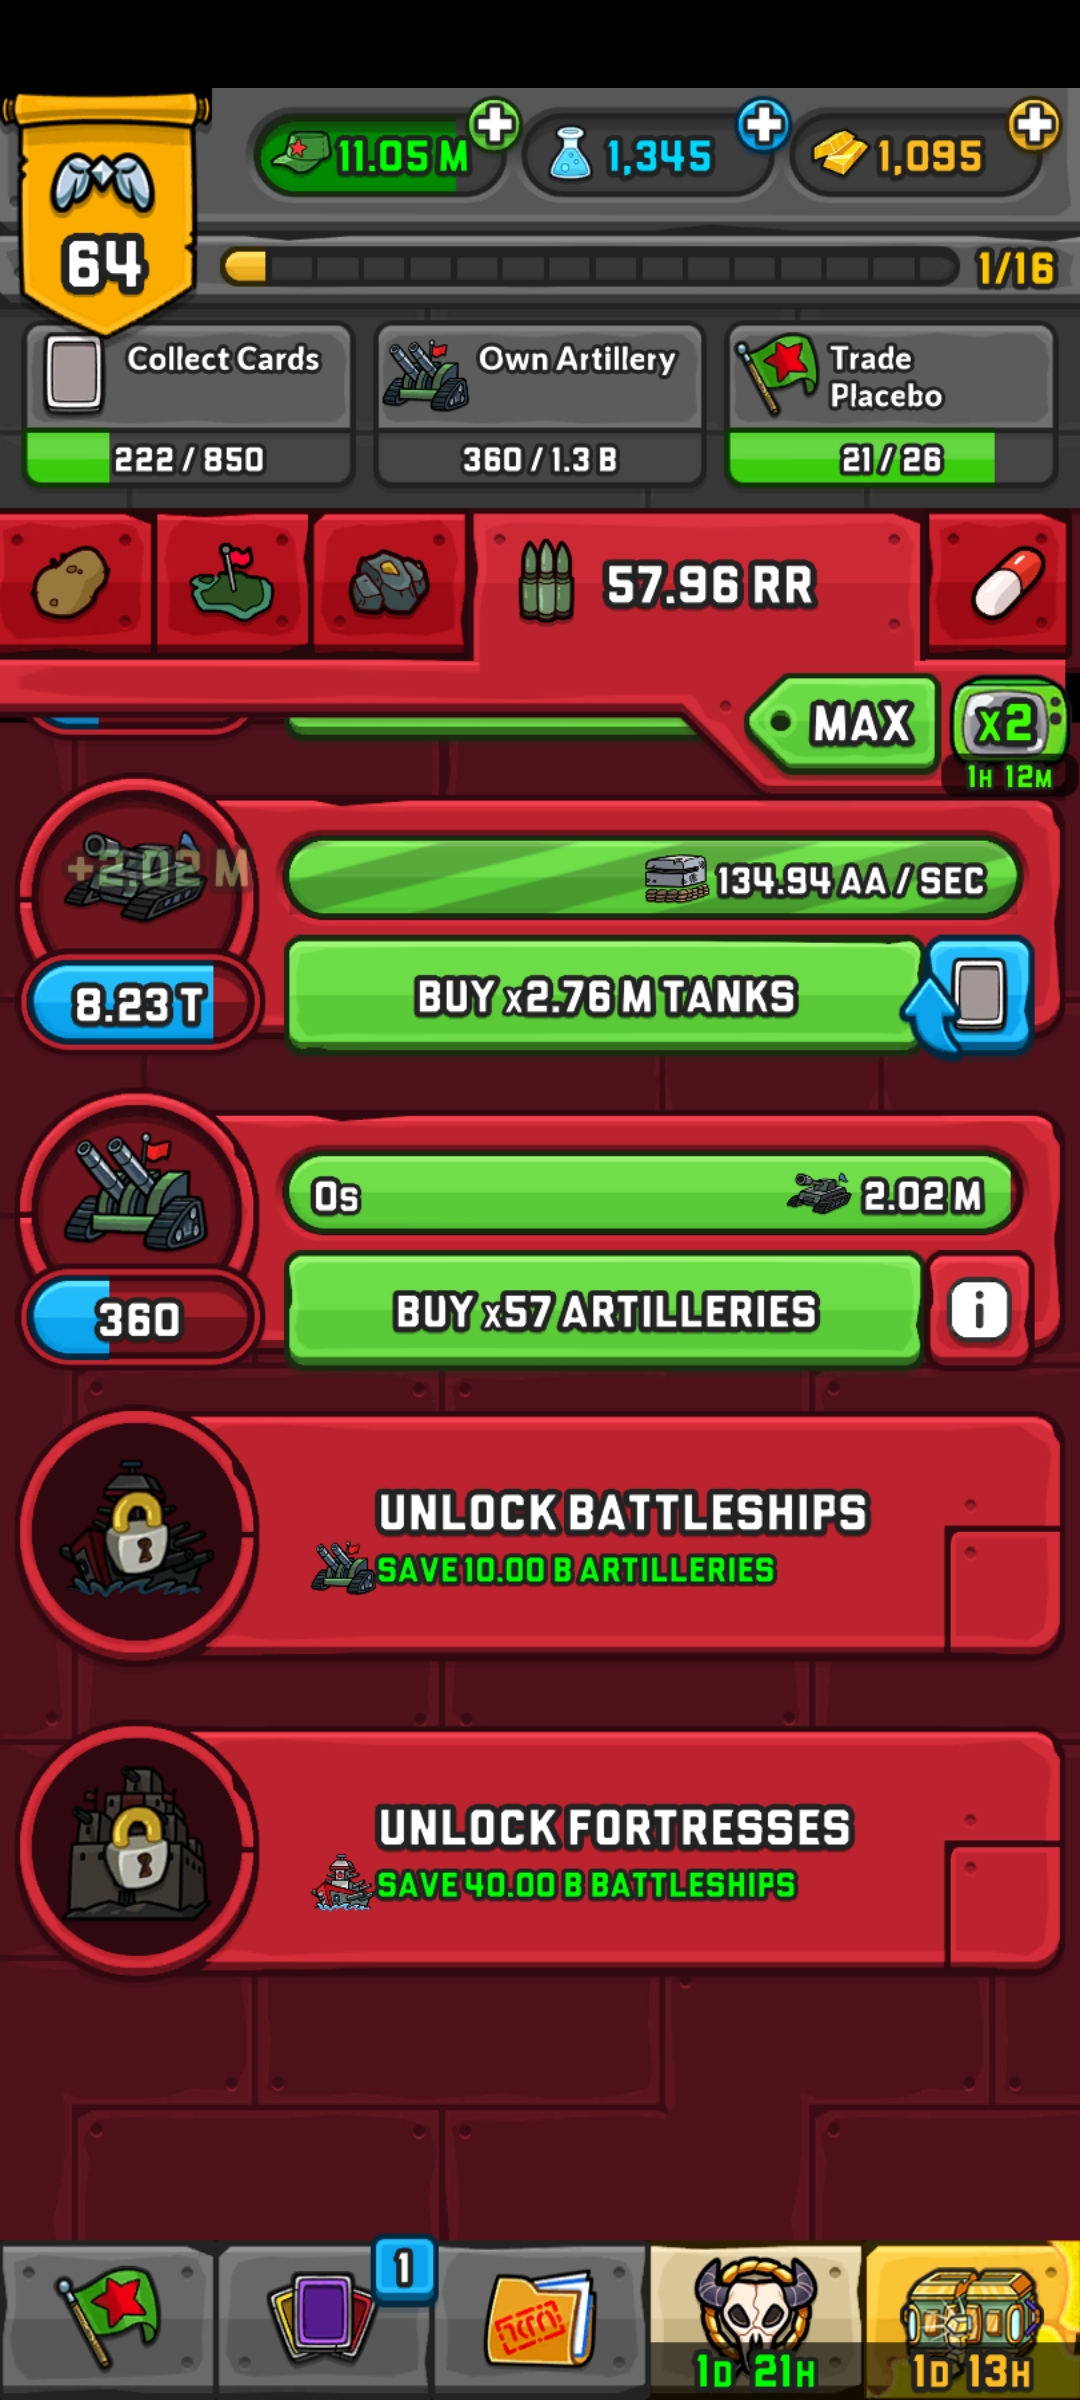 11.05 M
1,345
1,095
64
1/16
Collect Cards
222 / 850
Own Artillery
360 / 1.3 B
Trade
Placebo
21 / 26
57.96 RR
MAX
X2
1H 12M
+2,02 M
134.94 AA / SEC
8.23 T
BUY x2.76 M TANKS
0s
2.02 M
360
BUY x57 ARTILLERIES
i
UNLOCK BATTLESHIPS
SAVE 10.00 B ARTILLERIES
UNLOCK FORTRESSES
SAVE 40.00 B BATTLESHIPS
1
1D 21H
1D 13H